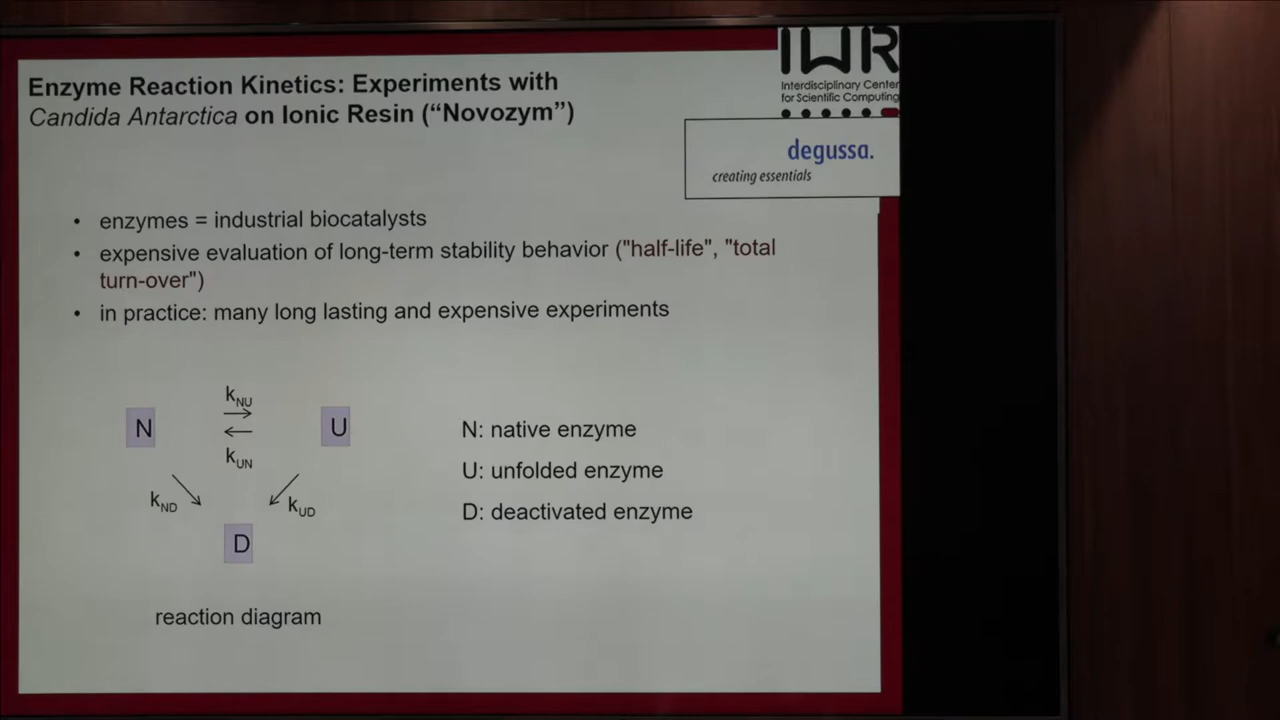 IWR
Interdisciplinary Center
for Scientific Computing
Enzyme Reaction Kinetics: Experiments with
Candida Antarctica on Ionic Resin (“Novozym”)
degussa.
creating essentials
• enzymes = industrial biocatalysts
• expensive evaluation of long-term stability behavior ("half-life", "total
turn-over")
• in practice: many long lasting and expensive experiments
kNU
N U
kUN
kND kUD
D
reaction diagram
N: native enzyme
U: unfolded enzyme
D: deactivated enzyme